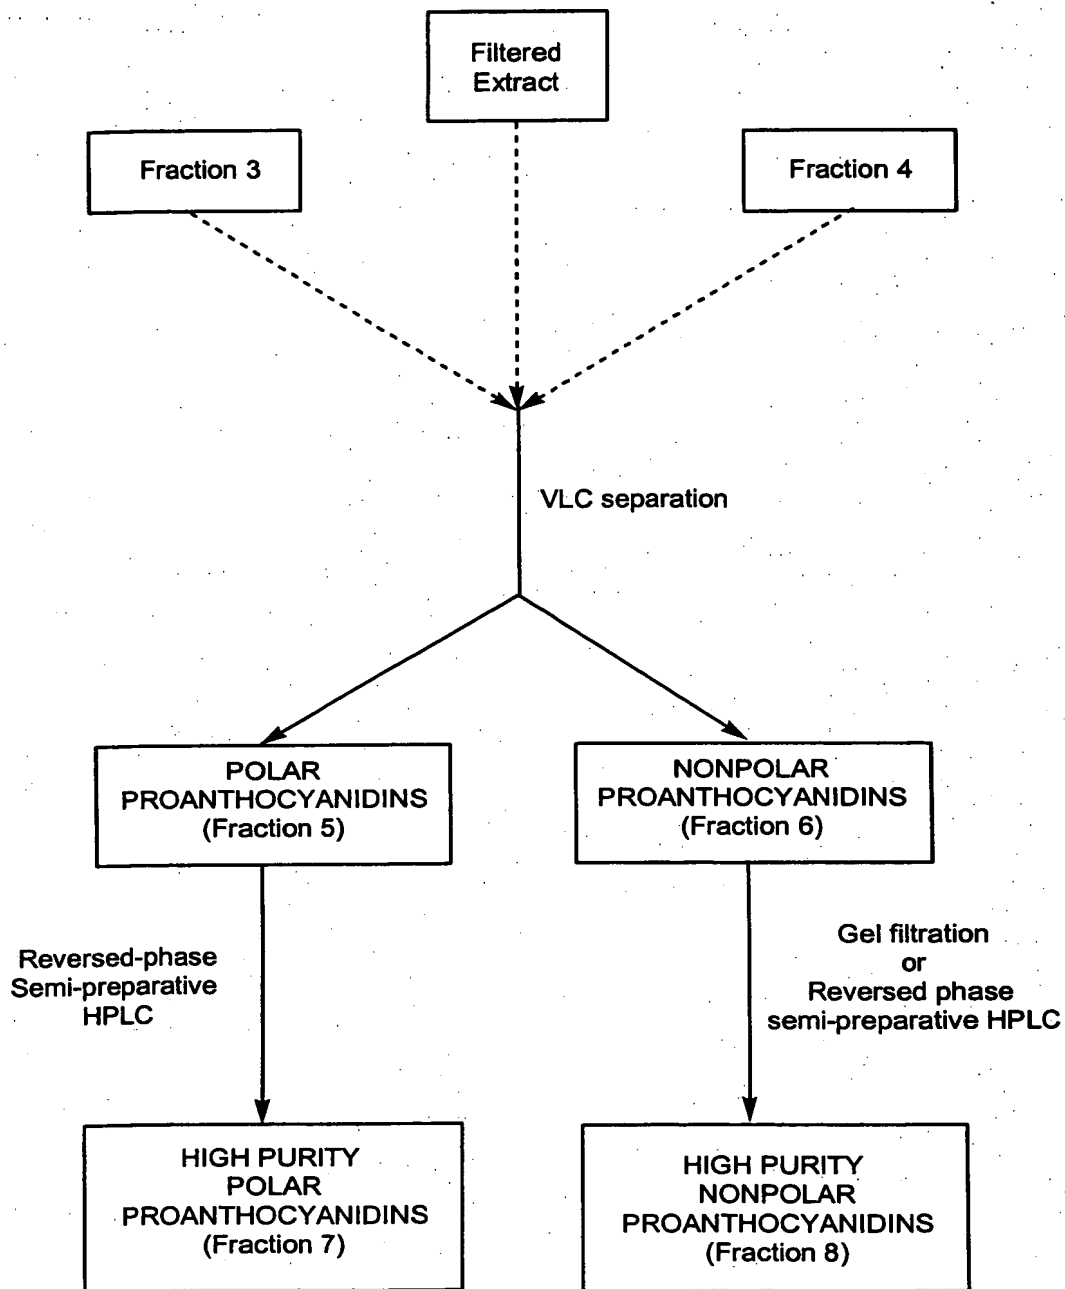 Filtered
Extract
Fraction 3
Fraction 4
VLC separation
POLAR
PROANTHOCYANIDINS
(Fraction 5)
NONPOLAR
PROANTHOCYANIDINS
(Fraction 6)
Reversed-phase
Semi-preparative
HPLC
Gel filtration
or
Reversed phase
semi-preparative HPLC
HIGH PURITY
POLAR
PROANTHOCYANIDINS
(Fraction 7)
HIGH PURITY
NONPOLAR
PROANTHOCYANIDINS
(Fraction 8)